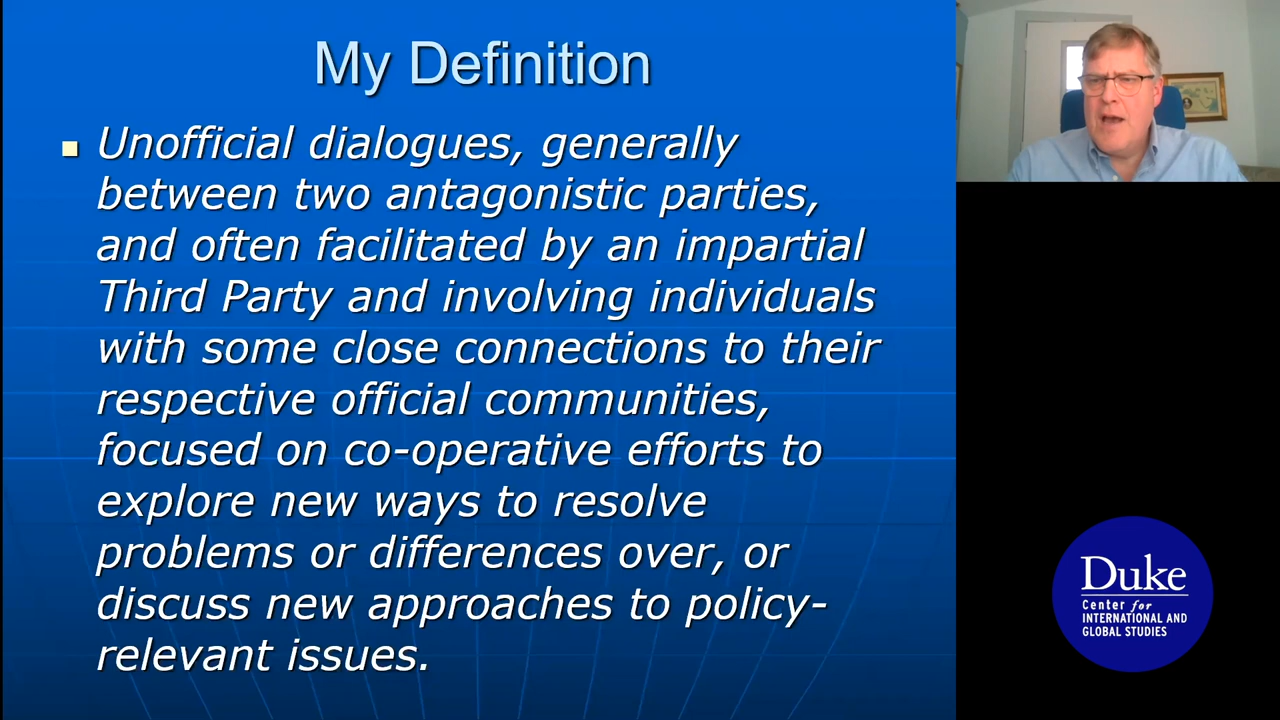 My Definition
Unofficial dialogues, generally
between two antagonistic parties,
and often facilitated by an impartial
Third Party and involving individuals
with some close connections to their
respective official communities,
focused on co-operative efforts to
explore new ways to resolve
problems or differences over, or
discuss new approaches to policy-
relevant issues.
Duke
Center for
INTERNATIONAL AND
GLOBAL STUDIES